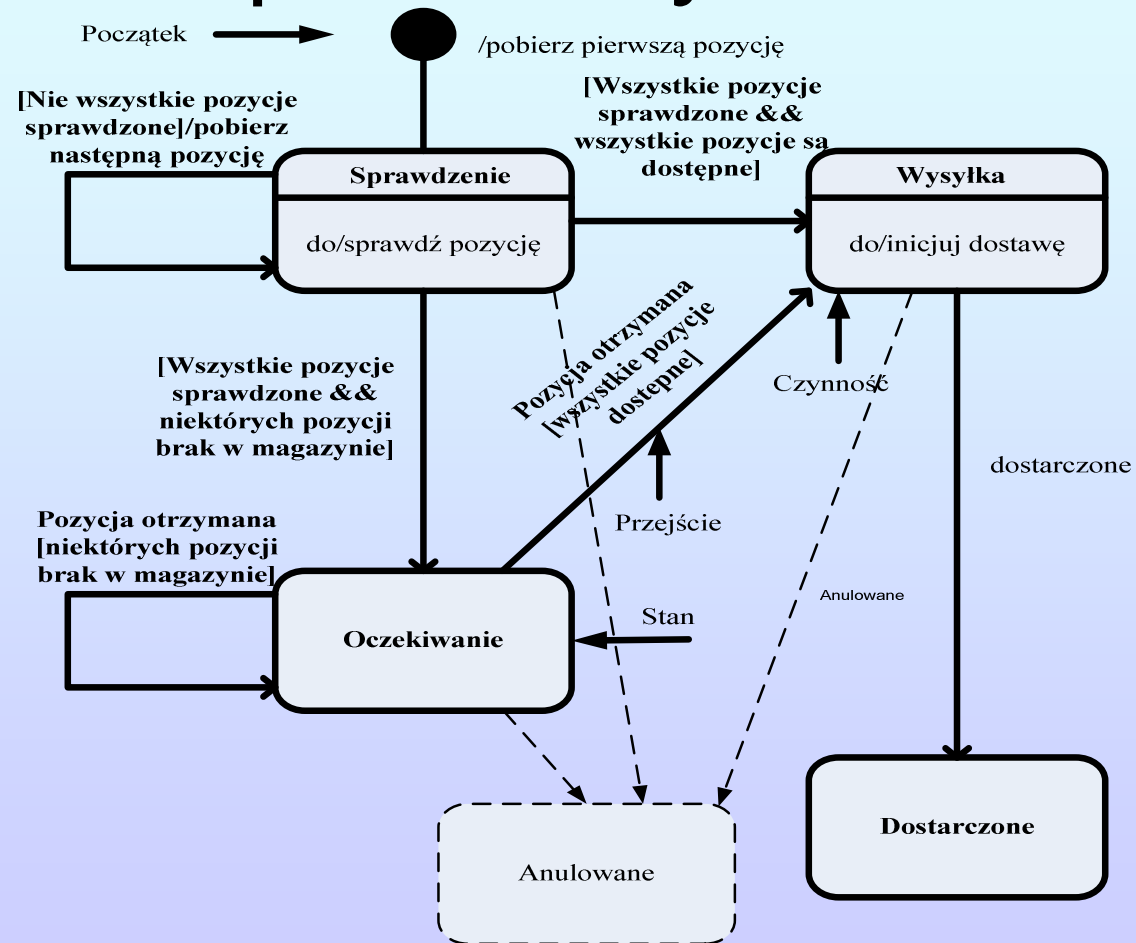 Początek
/pobierz pierwszą pozycję
[Nie wszystkie pozycje
sprawdzone]/pobierz
następną pozycję
[Wszystkie pozycje
sprawdzone &&
wszystkie pozycje są
dostępne]
Sprawdzenie
do/sprawdź pozycję
Wysyłka
do/inicjuj dostawę
[Wszystkie pozycje
sprawdzone &&
niektórych pozycji
brak w magazynie]
Pozycja otrzymana
[wszystkie pozycje
dostepne]
Czynność
Przejście
dostarczone
Pozycja otrzymana
[niektórych pozycji
brak w magazynie]
Oczekiwanie
Stan
Anulowane
Anulowane
Dostarczone